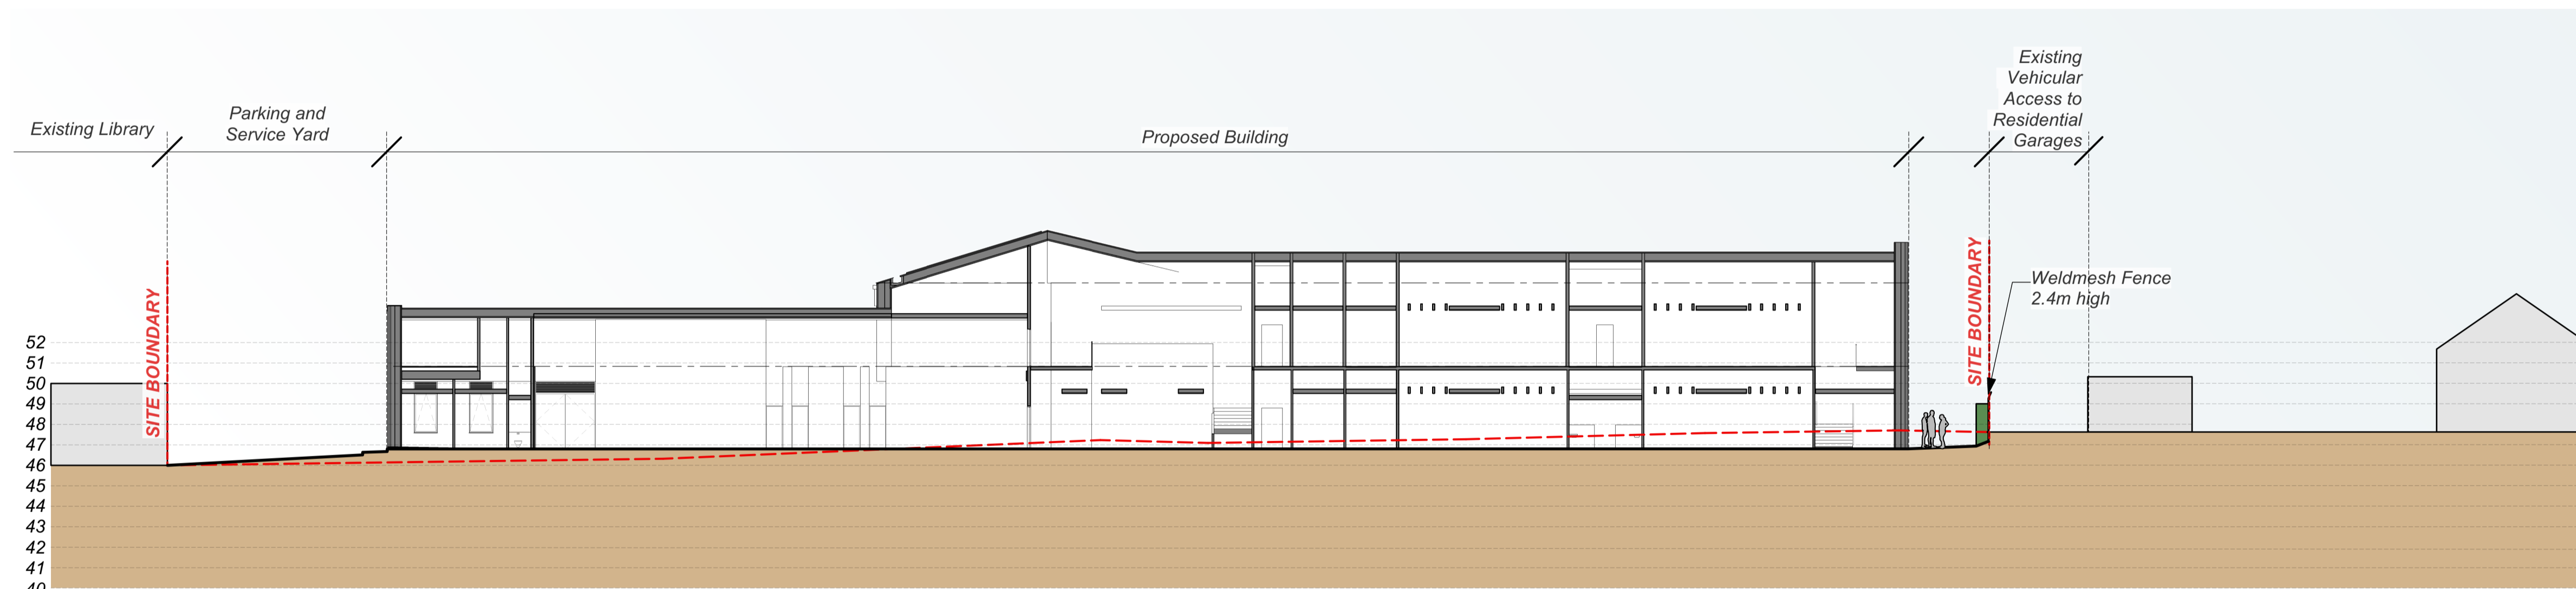 Existing
Vehicular
Access to
Residential
Garages
Parking and
Service Yard
Existing Library
Proposed Building
SITE BOUNDARY
SITE BOUNDARY
Weldmesh Fence
2.4m high
52
51
50
49
48
47
46
45
44
43
42
41
40